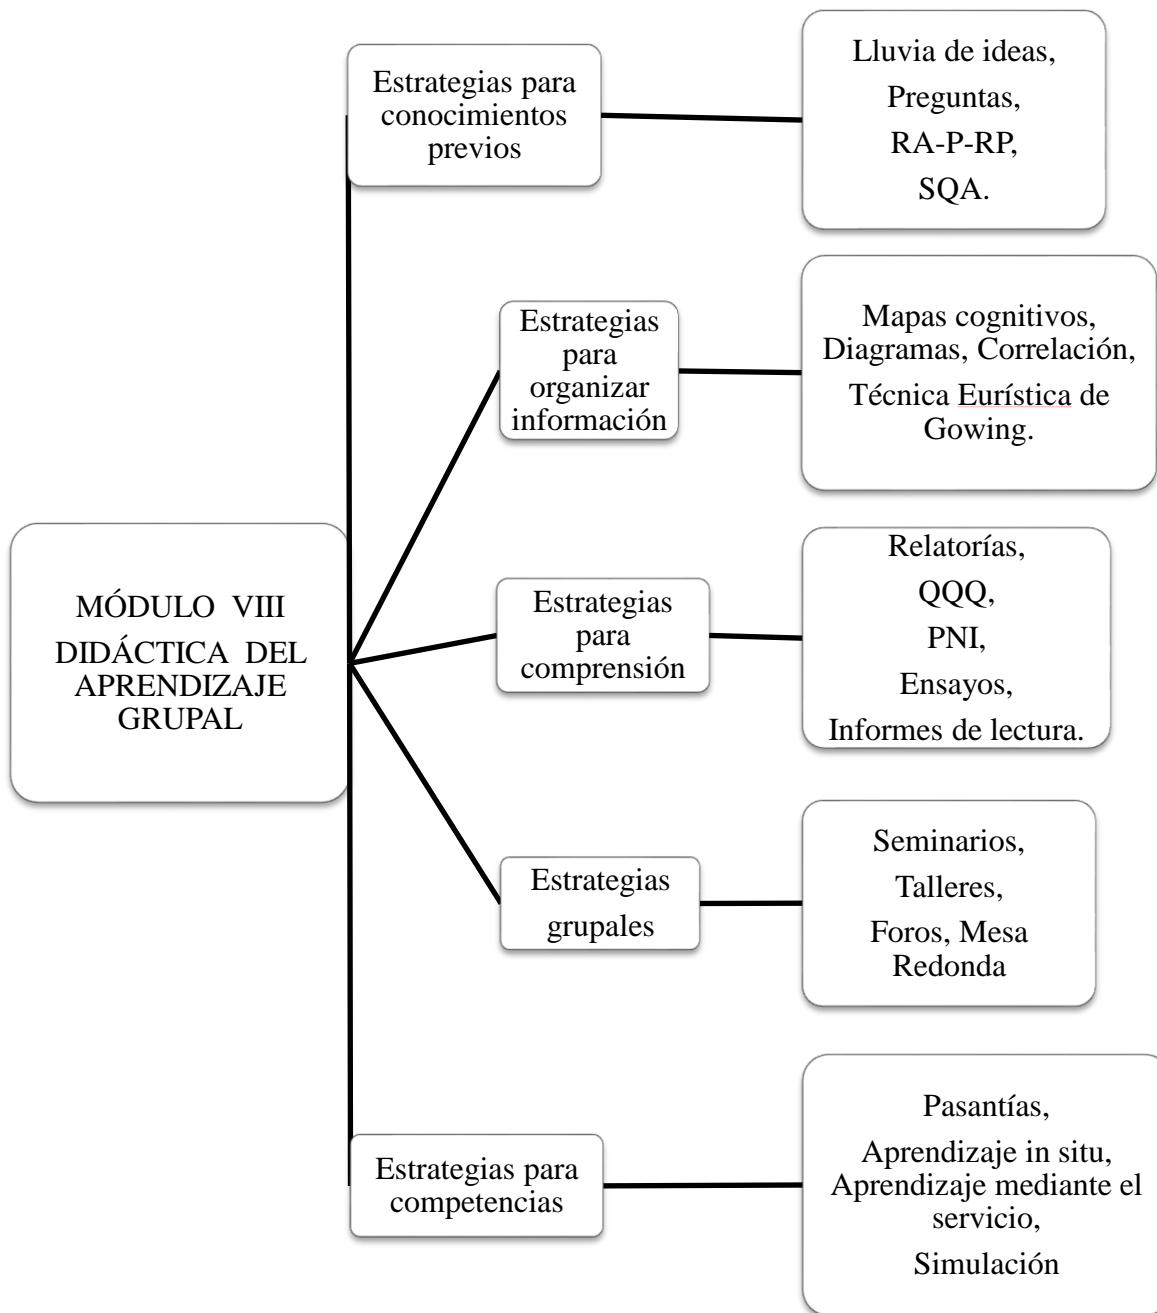 Estrategias para
conocimientos
previos
Lluvia de ideas,
Preguntas,
RA-P-RP,
SQA.
Estrategias
para
organizar
información
Mapas cognitivos,
Diagramas, Correlación,
Técnica Eurística de
Gowing.
MÓDULO VIII
DIDÁCTICA DEL
APRENDIZAJE
GRUPAL
Estrategias
para
comprensión
Relatorías,
QQQ,
PNI,
Ensayos,
Informes de lectura.
Estrategias
grupales
Seminarios,
Talleres,
Foros, Mesa
Redonda
Estrategias para
competencias
Pasantías,
Aprendizaje in situ,
Aprendizaje mediante el
servicio,
Simulación